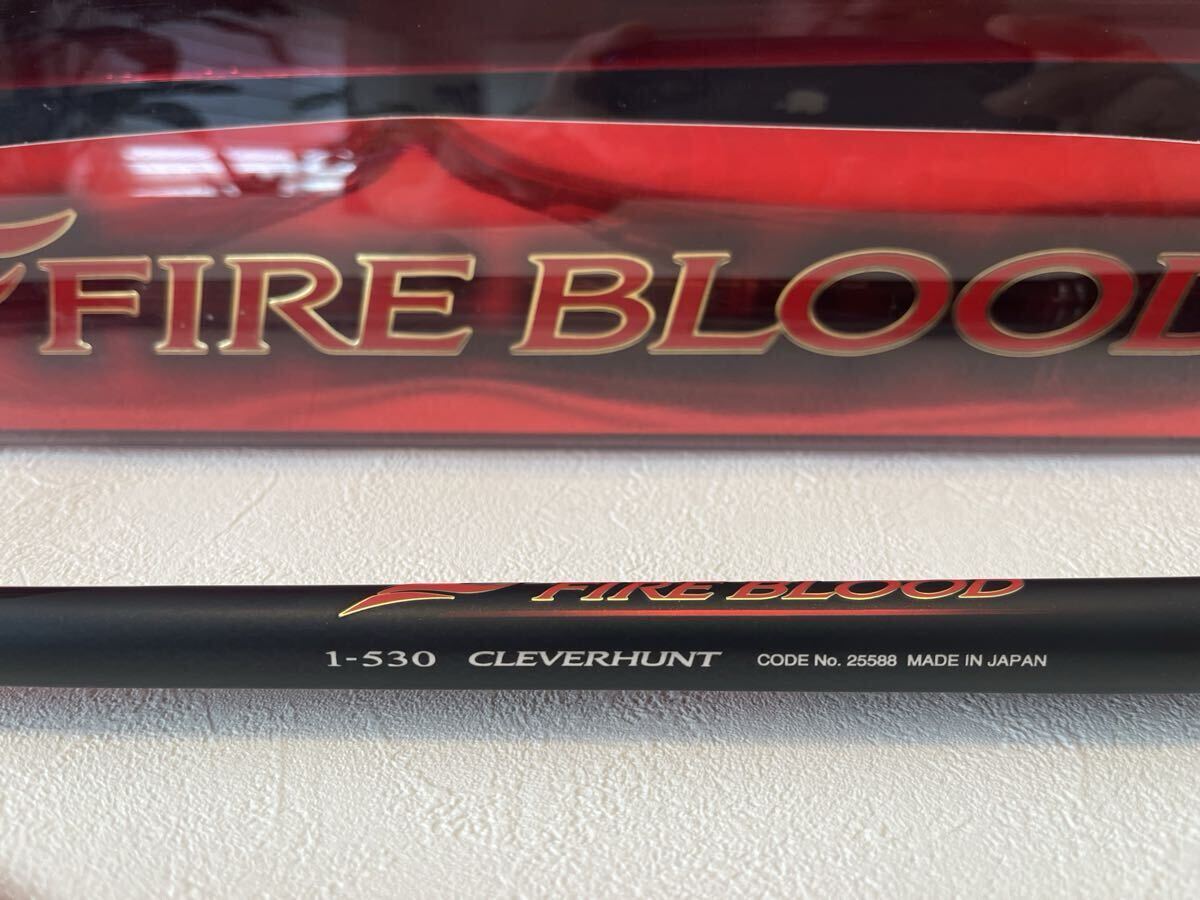 FIRE BLOOD
FIRE BLOOD
1-530 CLEVERHUNT CODE No. 25588 MADE IN JAPAN